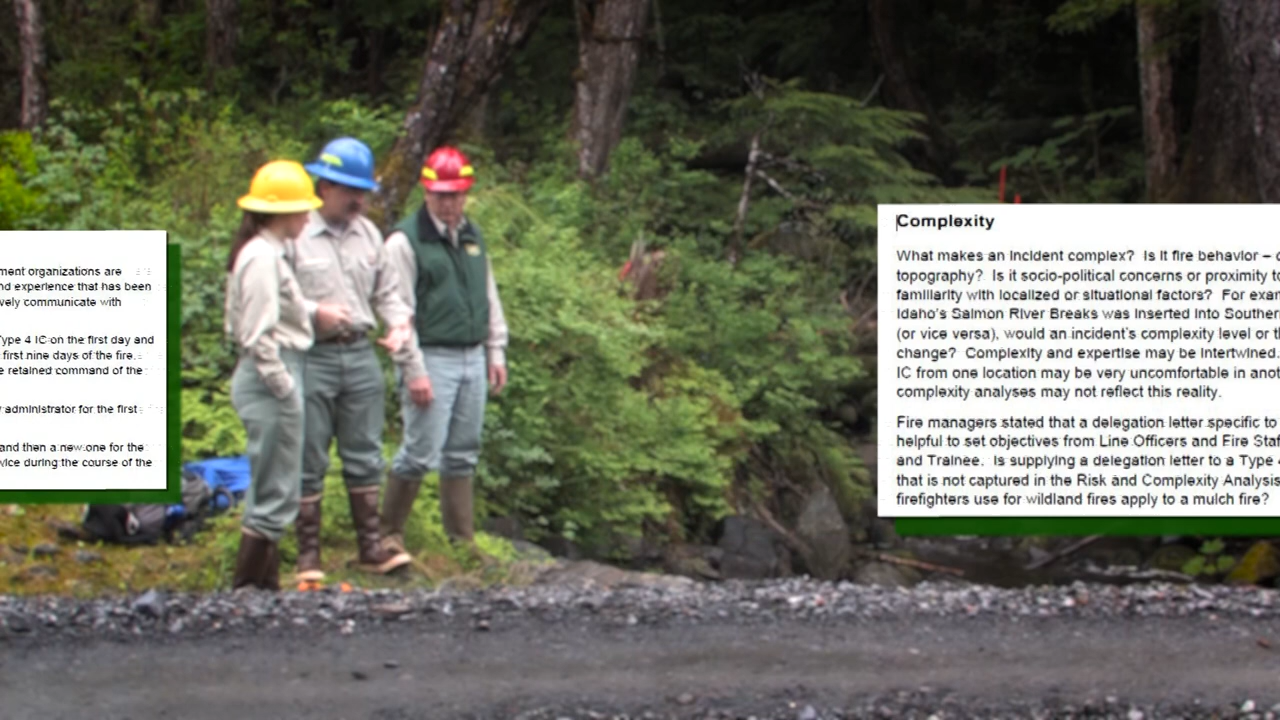 ment organizations are
nd experience that has been
vely communicate with
Type 4 IC on the first day and
first nine days of the fire.
e retained command of the
administrator for the first
and then a new one for the
vice during the course of the
Complexity
What makes an incident complex?  Is it fire behavior –
topography?  Is it socio-political concerns or proximity to
familiarity with localized or situational factors?  For exam
Idaho's Salmon River Breaks was inserted into Southern
(or vice versa), would an incident's complexity level or th
change?  Complexity and expertise may be intertwined.
IC from one location may be very uncomfortable in anot
complexity analyses may not reflect this reality.
Fire managers stated that a delegation letter specific to
helpful to set objectives from Line Officers and Fire Staf
and Trainee.  Is supplying a delegation letter to a Type 4
that is not captured in the Risk and Complexity Analysis
firefighters use for wildland fires apply to a mulch fire?